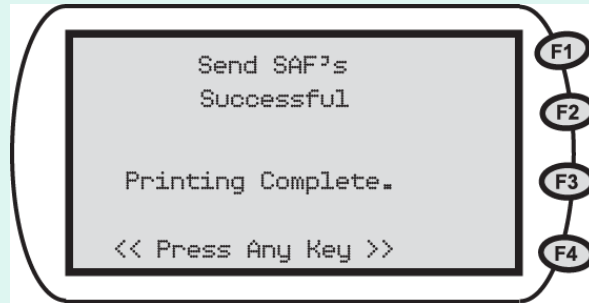 Send SAF's
Successful
Printing Complete.
<< Press Any Key >>
F1
F2
F3
F4